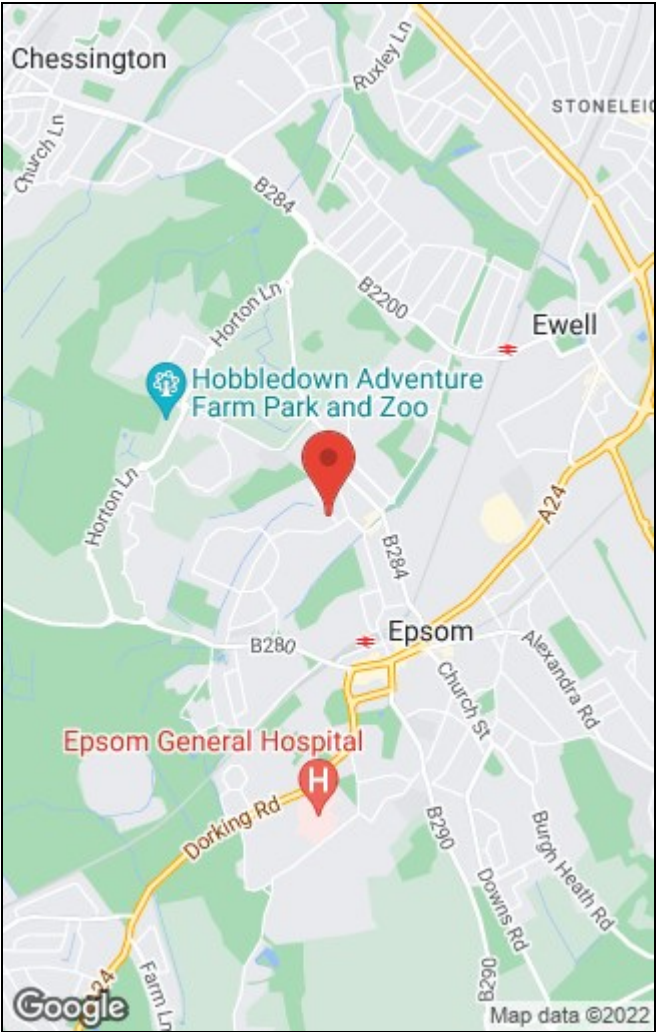 Chessington
Ruxley Ln
STONELEIG
Church Ln
B284
Horton Ln
B2200
Ewell
Hobbledown Adventure
Farm Park and Zoo
Horton Ln
A24
B284
Epsom
B280
Alexandra Rd
Church St
Epsom General Hospital
H
Dorking Rd
B290
Burgh Heath Rd
Downs Rd
A24
Farm Ln
B290
Google
Map data ©2022